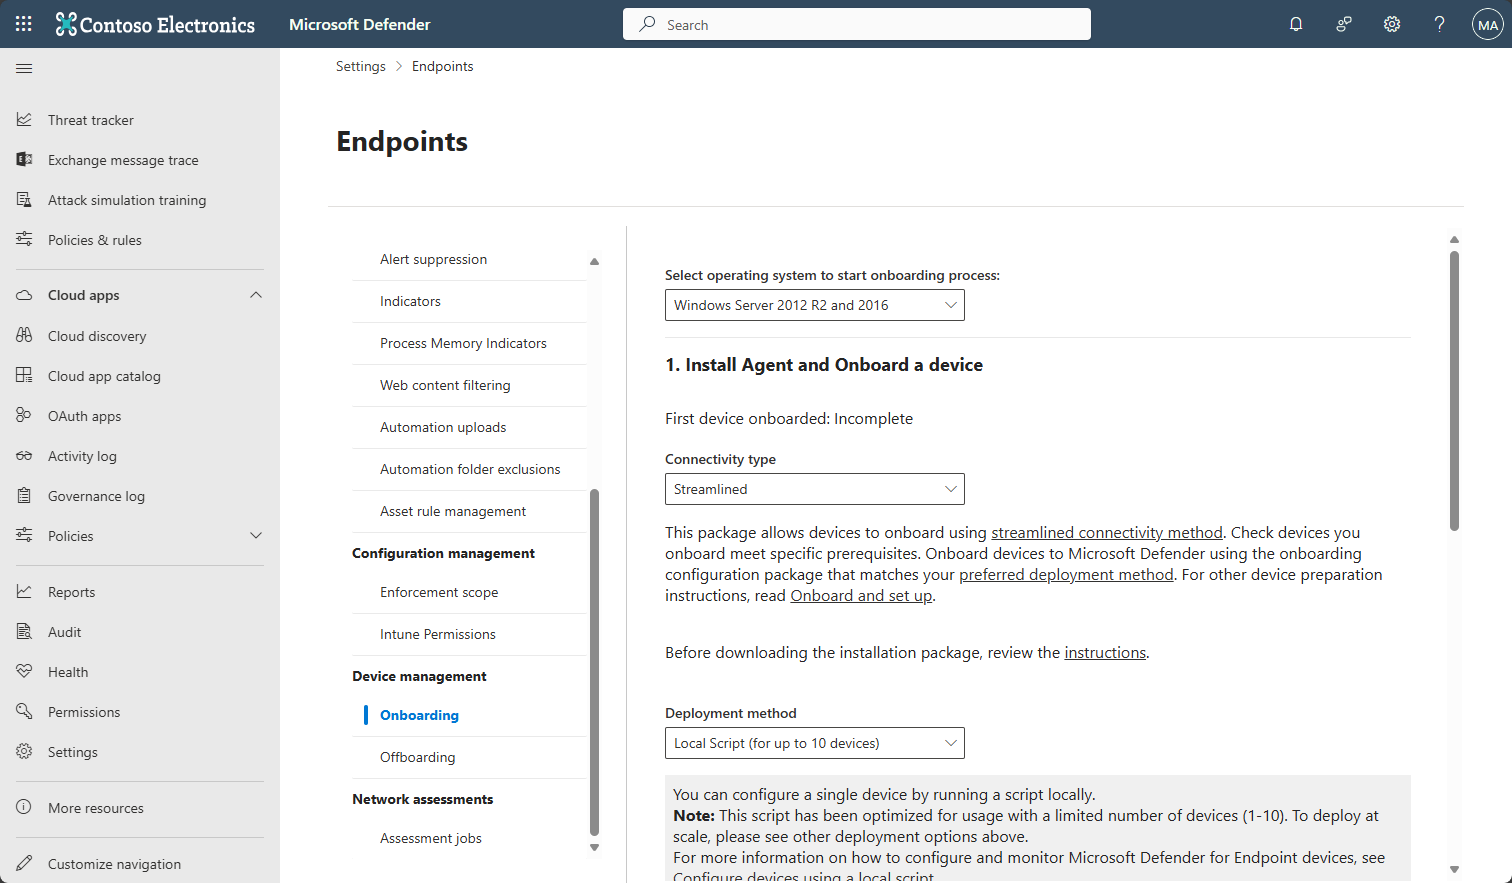 Contoso Electronics
Microsoft Defender
Search
MA
Threat tracker
Exchange message trace
Attack simulation training
Policies & rules
Cloud apps
Cloud discovery
Cloud app catalog
OAuth apps
Activity log
Governance log
Policies
Reports
Audit
Health
Permissions
Settings
More resources
Customize navigation
Settings > Endpoints
Endpoints
Alert suppression
Indicators
Process Memory Indicators
Web content filtering
Automation uploads
Automation folder exclusions
Asset rule management
Configuration management
Enforcement scope
Intune Permissions
Device management
Onboarding
Offboarding
Network assessments
Assessment jobs
Select operating system to start onboarding process:
Windows Server 2012 R2 and 2016
1. Install Agent and Onboard a device
First device onboarded: Incomplete
Connectivity type
Streamlined
This package allows devices to onboard using streamlined connectivity method. Check devices you
onboard meet specific prerequisites. Onboard devices to Microsoft Defender using the onboarding
configuration package that matches your preferred deployment method. For other device preparation
instructions, read Onboard and set up.
Before downloading the installation package, review the instructions.
Deployment method
Local Script (for up to 10 devices)
You can configure a single device by running a script locally.
Note: This script has been optimized for usage with a limited number of devices (1-10). To deploy at
scale, please see other deployment options above.
For more information on how to configure and monitor Microsoft Defender for Endpoint devices, see
Configure devices using a local script